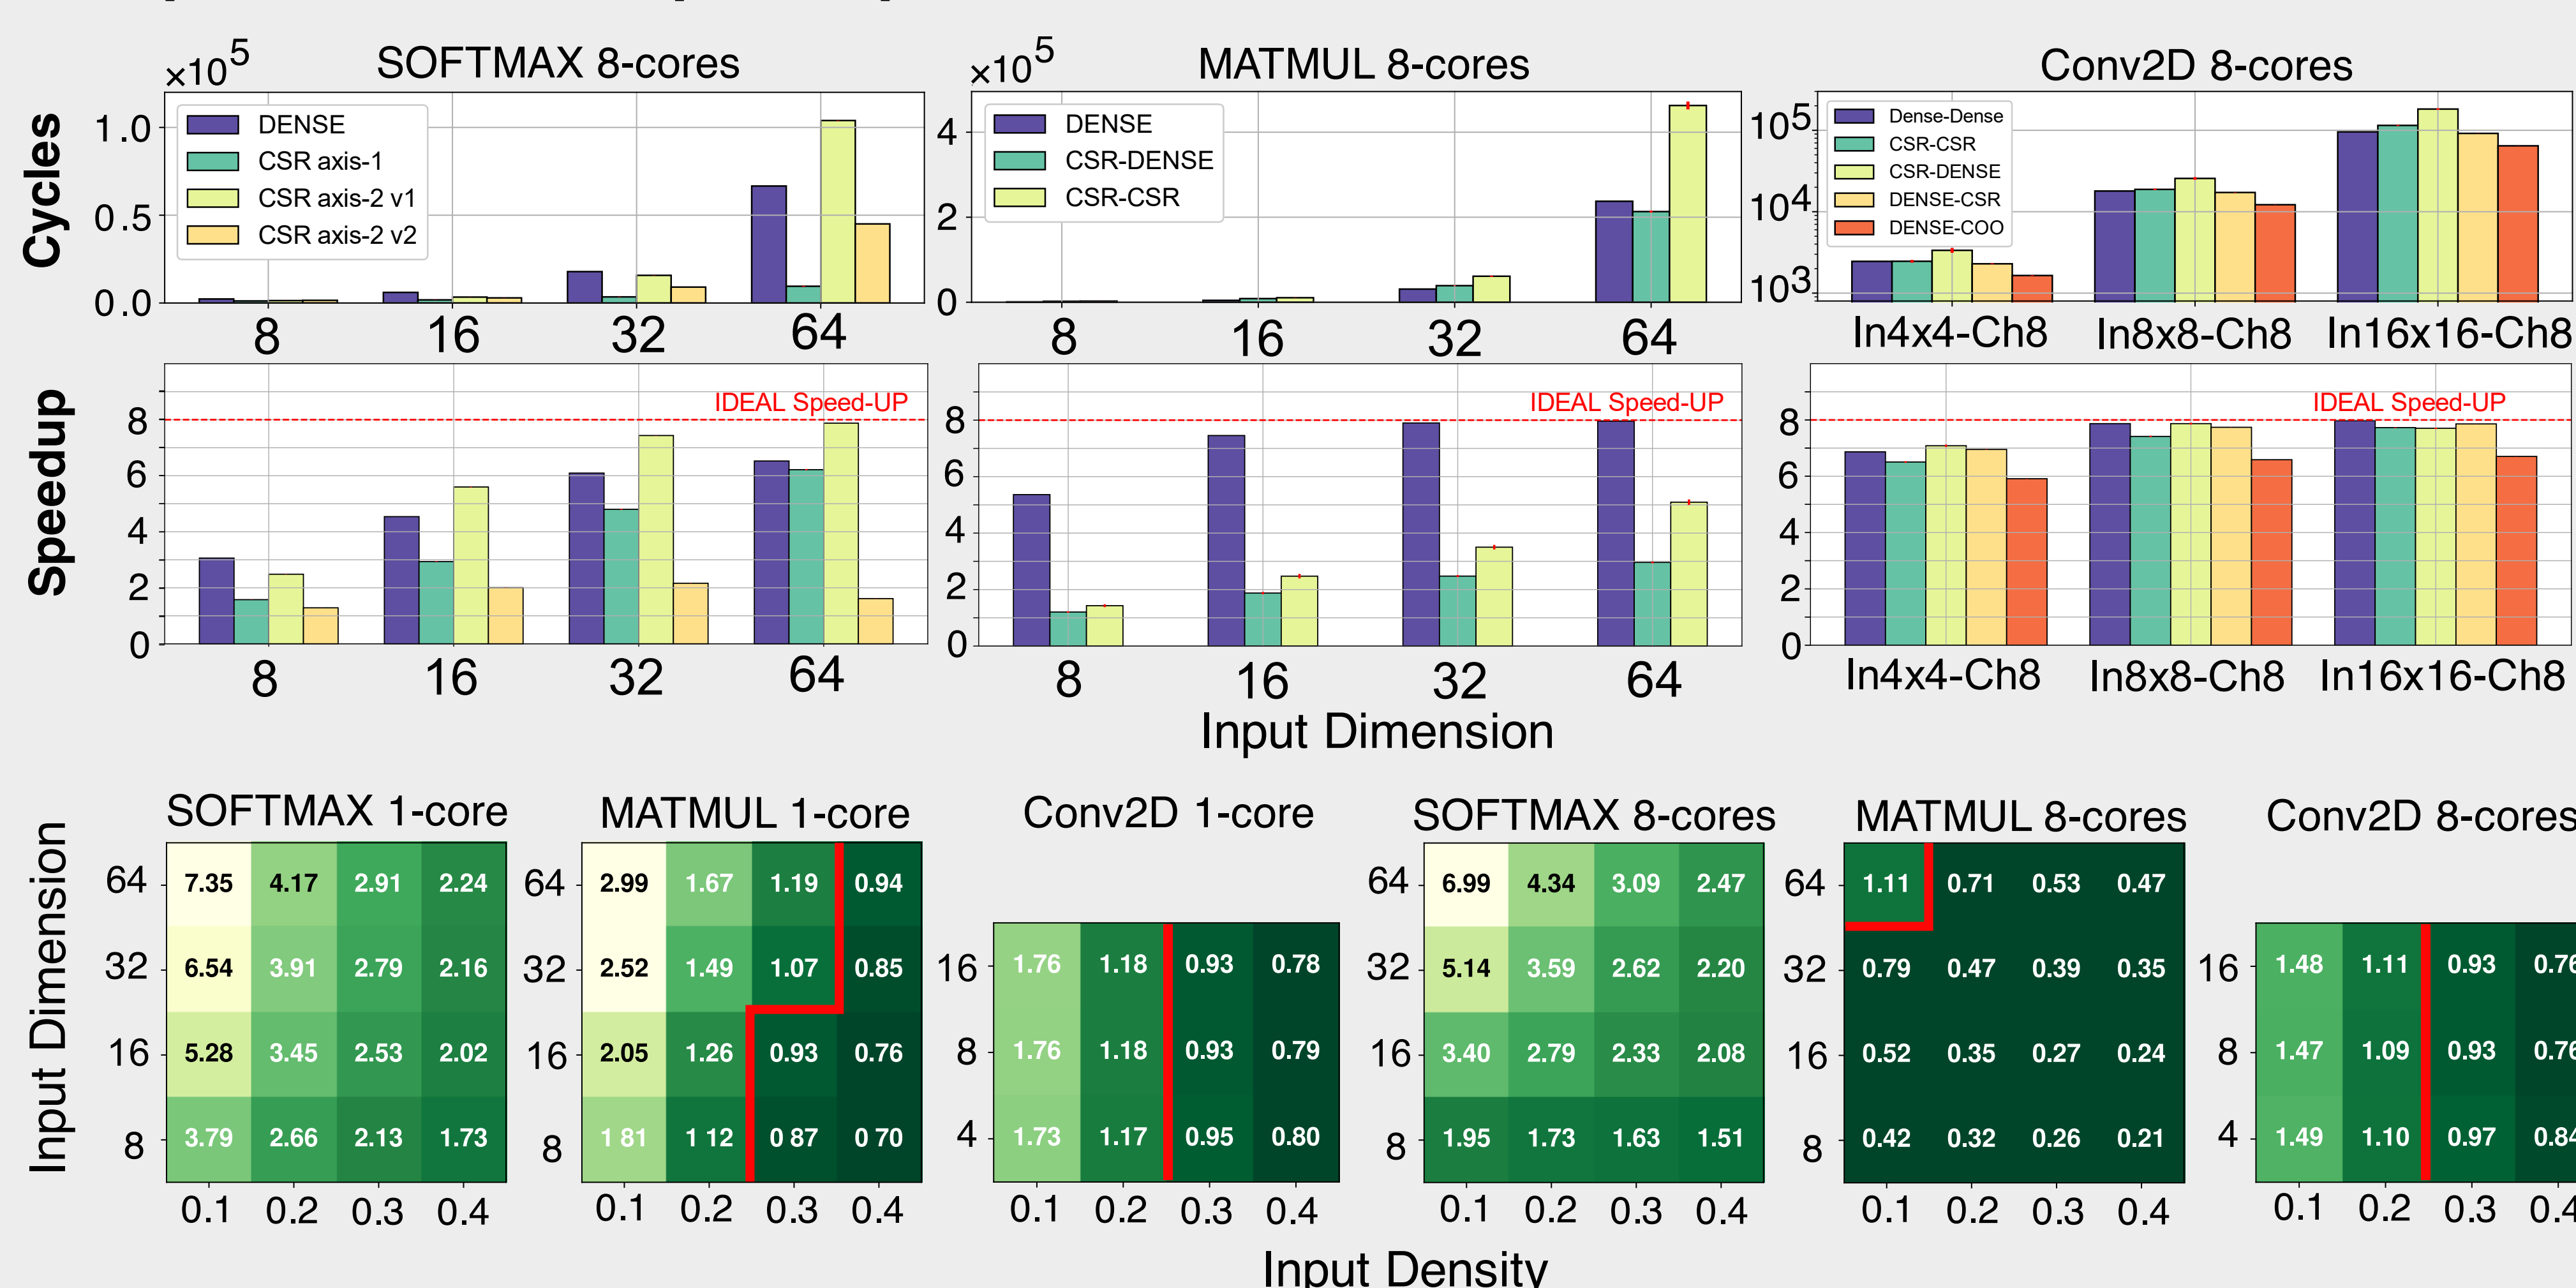 ×10^5 SOFTMAX 8-cores
Cycles
1.0
0.5
0.0
DENSE
CSR axis-1
CSR axis-2 v1
CSR axis-2 v2
8 16 32 64
×10^5 MATMUL 8-cores
4
2
0
DENSE
CSR-DENSE
CSR-CSR
8 16 32 64
Conv2D 8-cores
10^5
10^4
10^3
Dense-Dense
CSR-CSR
CSR-DENSE
DENSE-CSR
DENSE-COO
In4x4-Ch8 In8x8-Ch8 In16x16-Ch8
Speedup
IDEAL Speed-UP
8
6
4
2
0
8 16 32 64
IDEAL Speed-UP
8
6
4
2
0
8 16 32 64
IDEAL Speed-UP
8
6
4
2
0
In4x4-Ch8 In8x8-Ch8 In16x16-Ch8
Input Dimension
Input Dimension
SOFTMAX 1-core
64 7.35 4.17 2.91 2.24
32 6.54 3.91 2.79 2.16
16 5.28 3.45 2.53 2.02
8 3.79 2.66 2.13 1.73
0.1 0.2 0.3 0.4
MATMUL 1-core
64 2.99 1.67 1.19 0.94
32 2.52 1.49 1.07 0.85
16 2.05 1.26 0.93 0.76
8 1 81 1 12 0 87 0 70
0.1 0.2 0.3 0.4
Conv2D 1-core
16 1.76 1.18 0.93 0.78
8 1.76 1.18 0.93 0.79
4 1.73 1.17 0.95 0.80
0.1 0.2 0.3 0.4
SOFTMAX 8-cores
64 6.99 4.34 3.09 2.47
32 5.14 3.59 2.62 2.20
16 3.40 2.79 2.33 2.08
8 1.95 1.73 1.63 1.51
0.1 0.2 0.3 0.4
MATMUL 8-cores
64 1.11 0.71 0.53 0.47
32 0.79 0.47 0.39 0.35
16 0.52 0.35 0.27 0.24
8 0.42 0.32 0.26 0.21
0.1 0.2 0.3 0.4
Conv2D 8-cores
16 1.48 1.11 0.93 0.76
8 1.47 1.09 0.93 0.76
4 1.49 1.10 0.97 0.84
0.1 0.2 0.3 0.4
Input Density